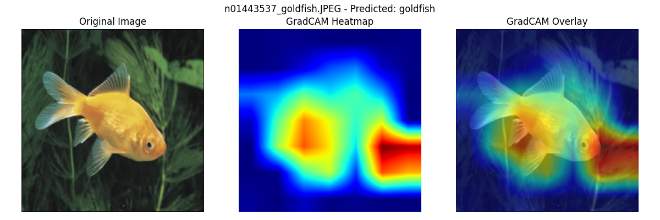 n01443537_goldfish.JPEG - Predicted: goldfish
Original Image
GradCAM Heatmap
GradCAM Overlay